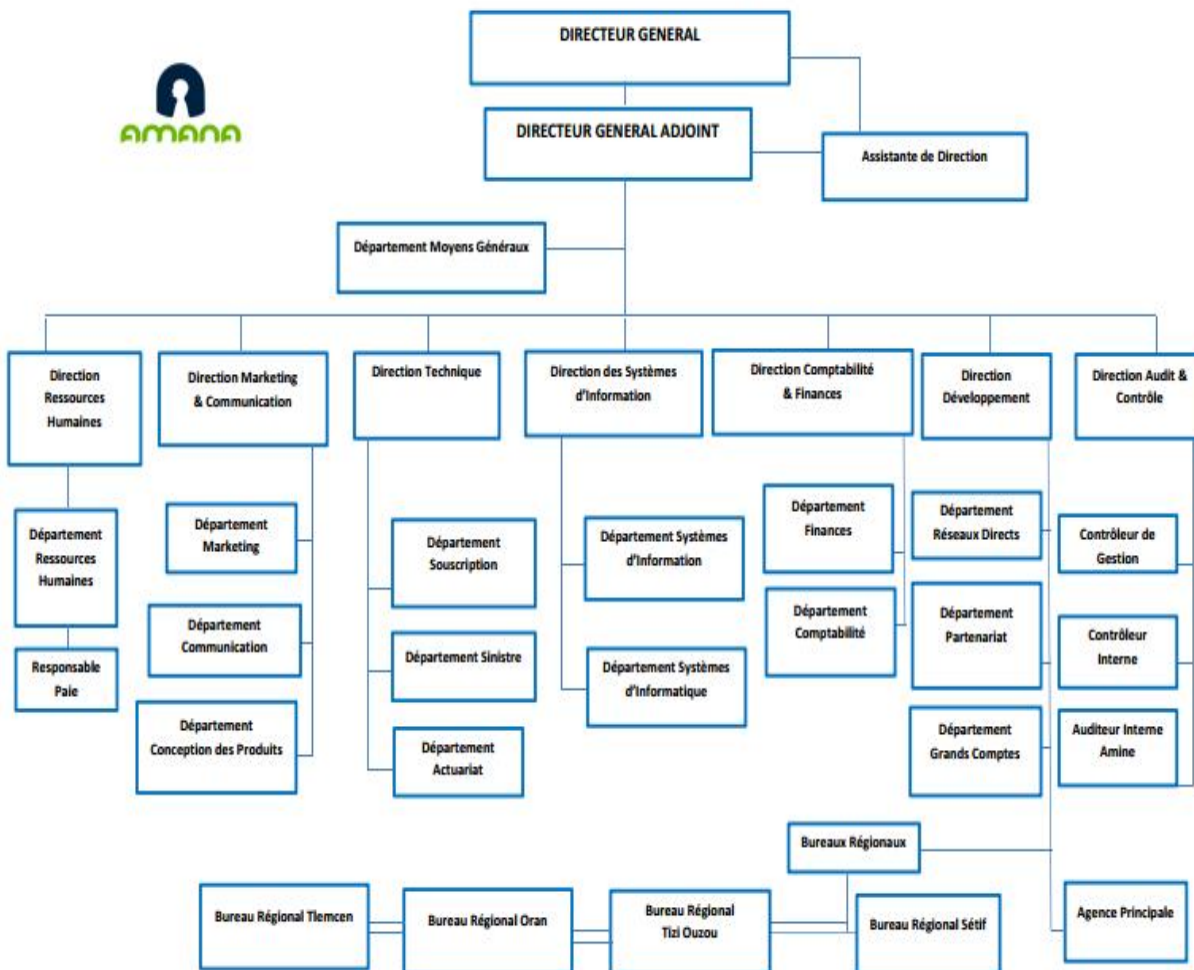 DIRECTEUR GENERAL
AMANA
DIRECTEUR GENERAL ADJOINT
Assistante de Direction
Département Moyens Généraux
Direction
Ressources
Humaines
Direction Marketing
& Communication
Direction Technique
Direction des Systèmes
d'Information
Direction Comptabilité
& Finances
Direction
Développement
Direction Audit &
Contrôle
Département
Ressources
Humaines
Responsable
Paie
Département
Marketing
Département
Communication
Département
Conception des Produits
Département
Souscription
Département Sinistre
Département
Actuariat
Département Systèmes
d'Information
Département Systèmes
d'Informatique
Département
Finances
Département
Comptabilité
Département
Réseaux Directs
Département
Partenariat
Département
Grands Comptes
Contrôleur de
Gestion
Contrôleur
Interne
Auditeur Interne
Amine
Bureaux Régionaux
Bureau Régional Tlemcen
Bureau Régional Oran
Bureau Régional
Tizi Ouzou
Bureau Régional Sétif
Agence Principale